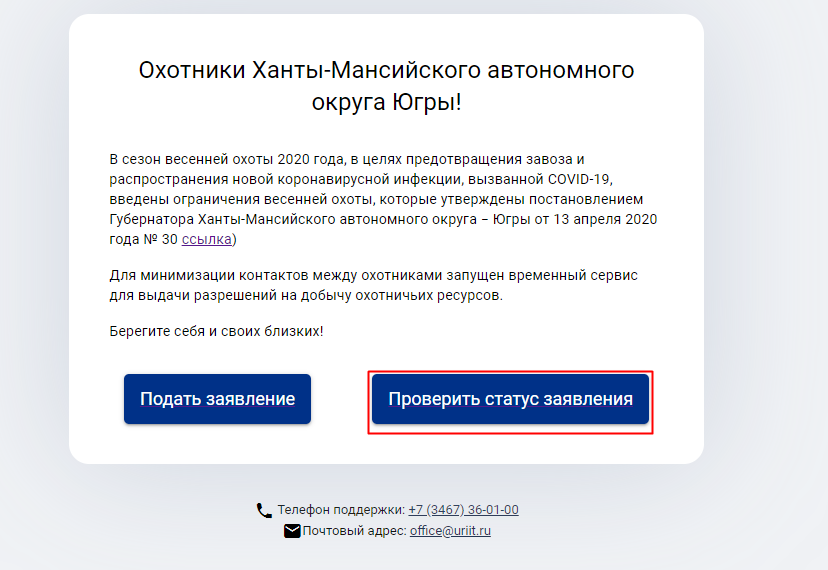 Охотники Ханты-Мансийского автономного
округа Югры!
В сезон весенней охоты 2020 года, в целях предотвращения завоза и
распространения новой коронавирусной инфекции, вызванной COVID-19,
введены ограничения весенней охоты, которые утверждены постановлением
Губернатора Ханты-Мансийского автономного округа – Югры от 13 апреля 2020
года № 30 ссылка)
Для минимизации контактов между охотниками запущен временный сервис
для выдачи разрешений на добычу охотничьих ресурсов.
Берегите себя и своих близких!
Подать заявление
Проверить статус заявления
Телефон поддержки: +7 (3467) 36-01-00
Почтовый адрес: office@uriit.ru